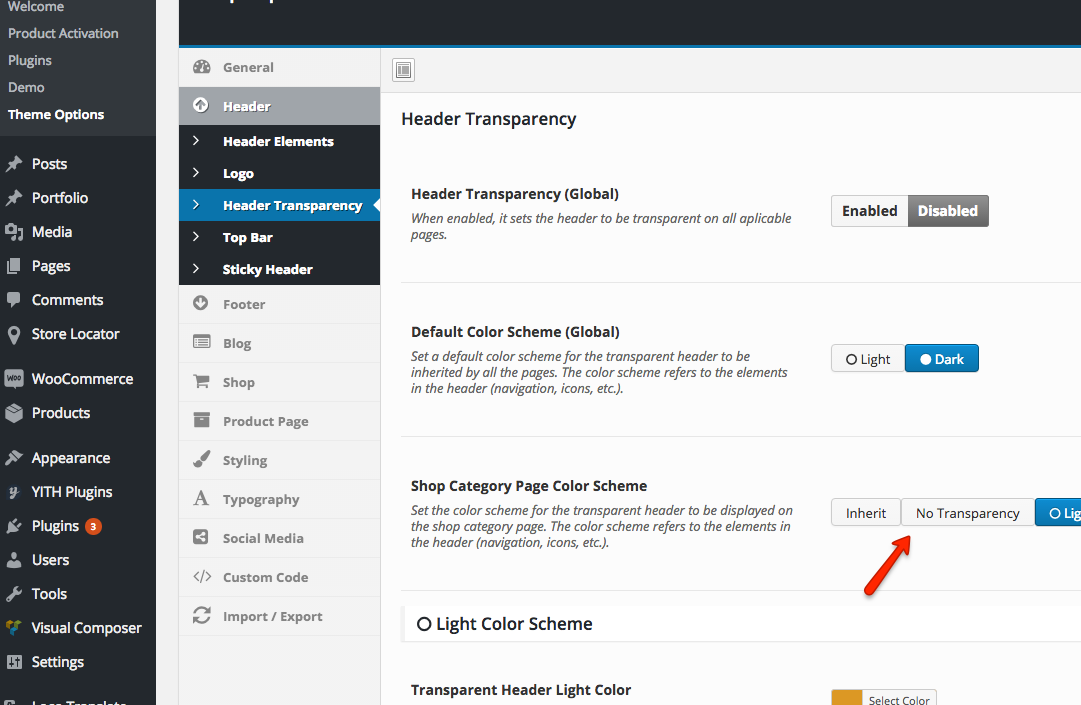 Welcome
Product Activation
Plugins
Demo
Theme Options
Posts
Portfolio
Media
Pages
Comments
Store Locator
WOO WooCommerce
Products
Appearance
YITH Plugins
Plugins 3
Users
Tools
Visual Composer
Settings
General
Header
Header Elements
Logo
Header Transparency
Top Bar
Sticky Header
Footer
Blog
Shop
Product Page
Styling
Typography
Social Media
Custom Code
Import / Export
Header Transparency
Header Transparency (Global)
When enabled, it sets the header to be transparent on all aplicable
pages.
Enabled Disabled
Default Color Scheme (Global)
Set a default color scheme for the transparent header to be
inherited by all the pages. The color scheme refers to the elements
in the header (navigation, icons, etc.).
Light Dark
Shop Category Page Color Scheme
Set the color scheme for the transparent header to be displayed on
the shop category page. The color scheme refers to the elements in
the header (navigation, icons, etc.).
Inherit No Transparency Lig
Light Color Scheme
Transparent Header Light Color
Select Color